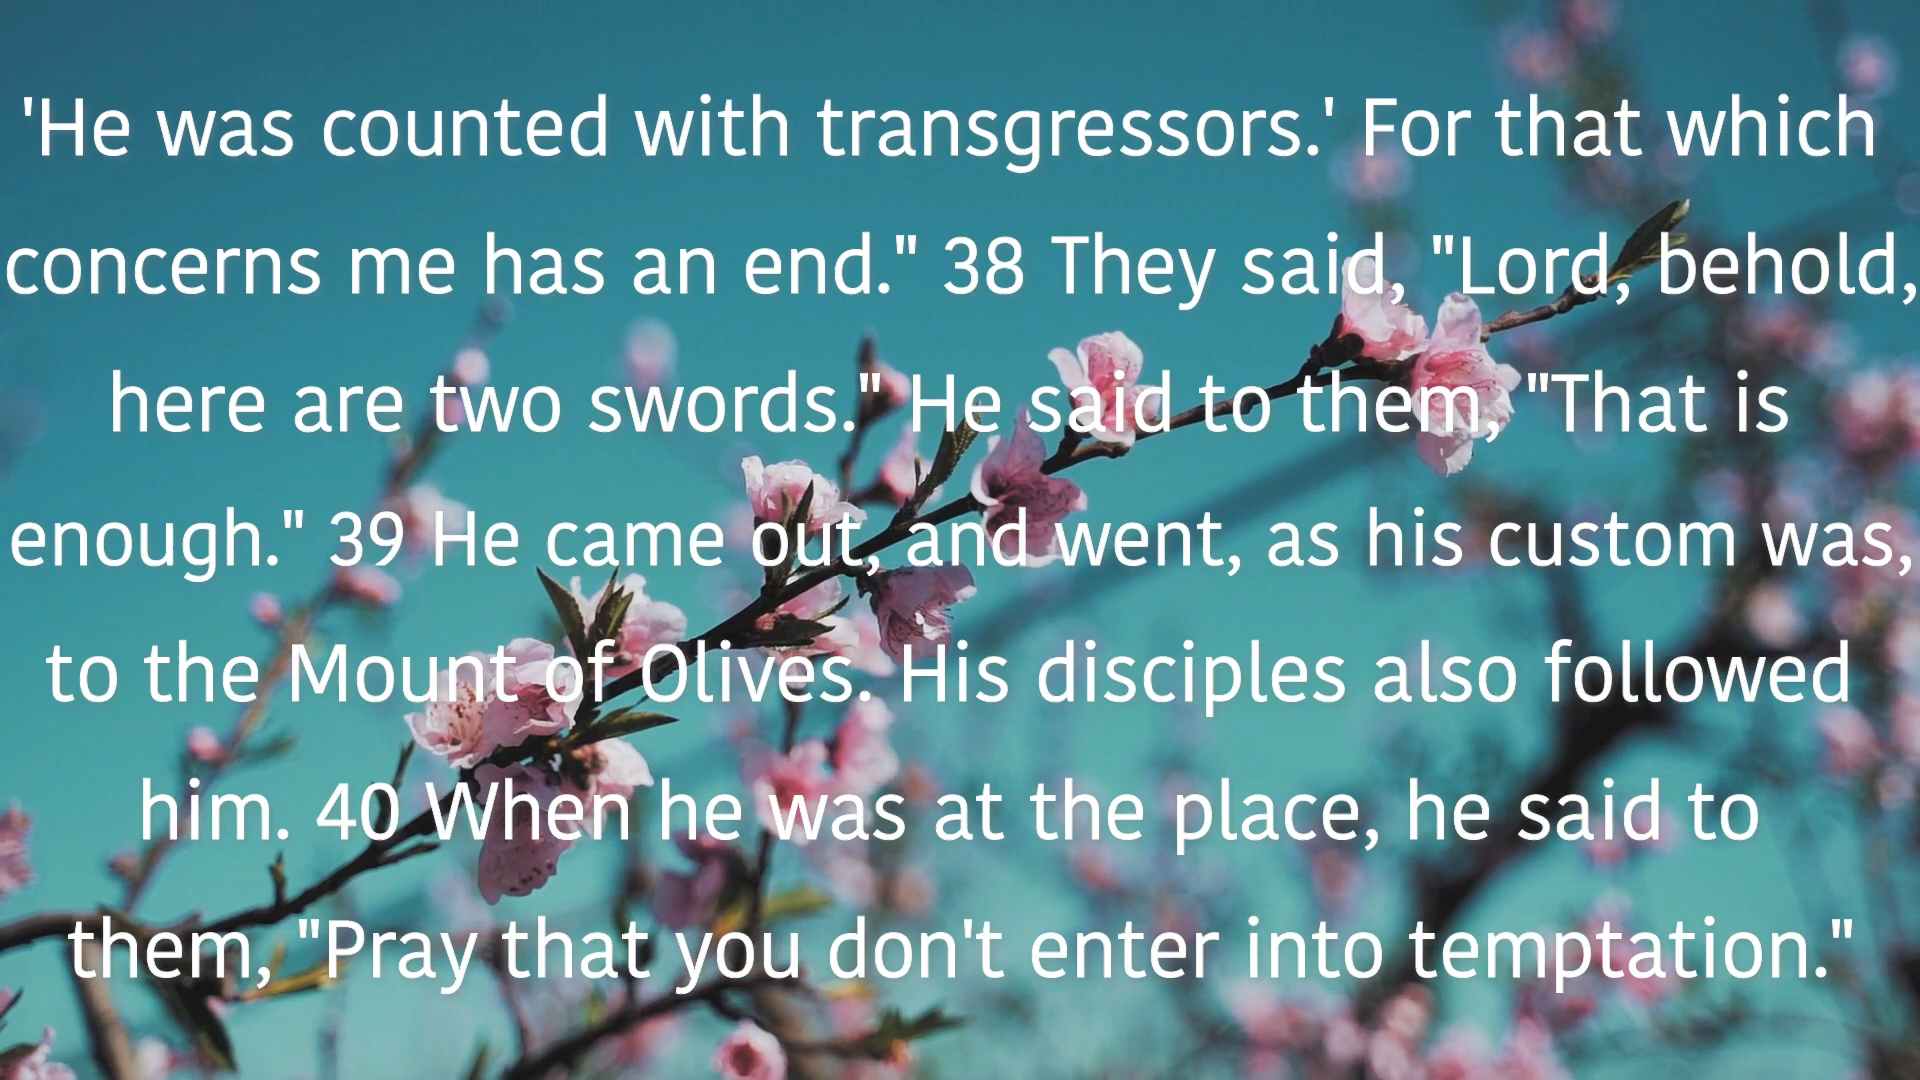 'He was counted with transgressors.' For that which
concerns me has an end." 38 They said, "Lord, behold,
here are two swords." He said to them, "That is
enough." 39 He came out, and went, as his custom was,
to the Mount of Olives. His disciples also followed
him. 40 When he was at the place, he said to
them, "Pray that you don't enter into temptation."